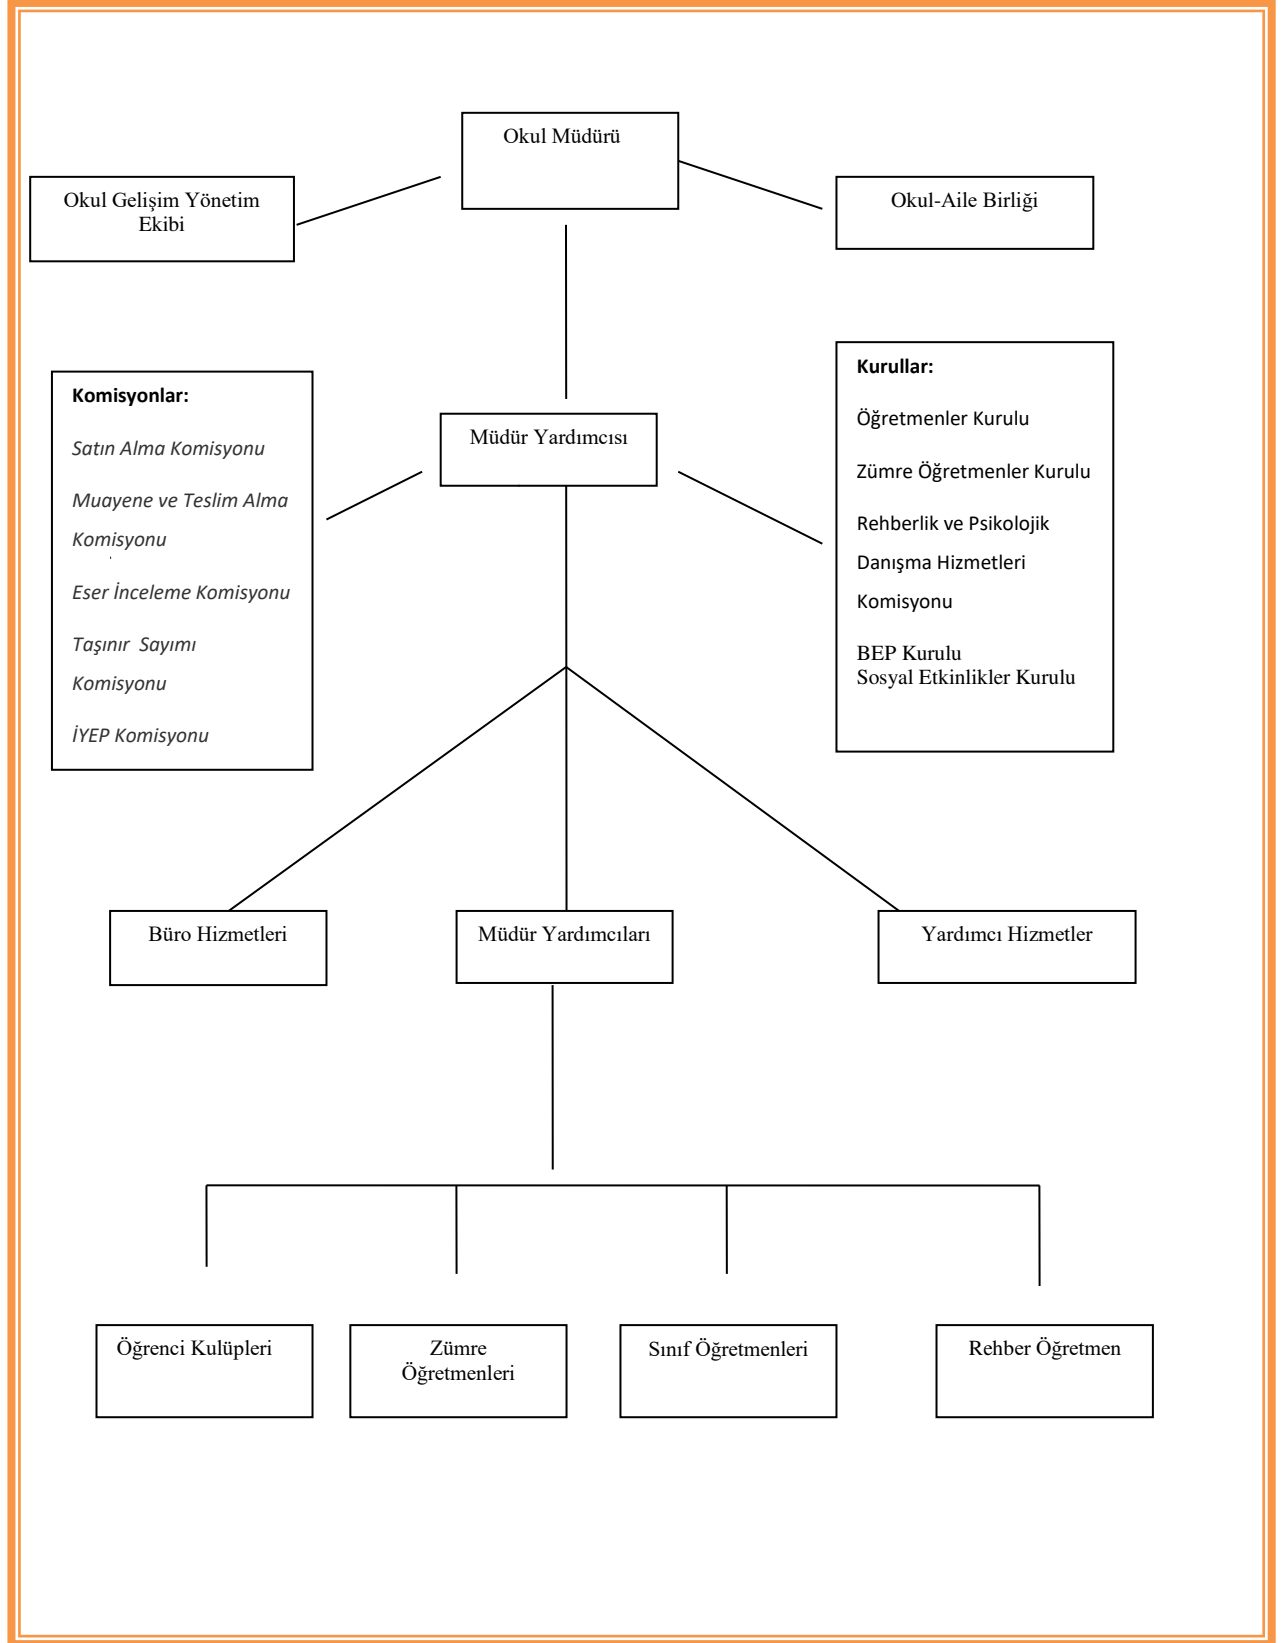 Okul Müdürü
Okul Gelişim Yönetim
Ekibi
Okul-Aile Birliği
Komisyonlar:
Satın Alma Komisyonu
Muayene ve Teslim Alma
Komisyonu
Eser İnceleme Komisyonu
Taşınır  Sayımı
Komisyonu
İYEP Komisyonu
Müdür Yardımcısı
Kurullar:
Öğretmenler Kurulu
Zümre Öğretmenler Kurulu
Rehberlik ve Psikolojik
Danışma Hizmetleri
Komisyonu
BEP Kurulu
Sosyal Etkinlikler Kurulu
Büro Hizmetleri
Müdür Yardımcıları
Yardımcı Hizmetler
Öğrenci Kulüpleri
Zümre
Öğretmenleri
Sınıf Öğretmenleri
Rehber Öğretmen